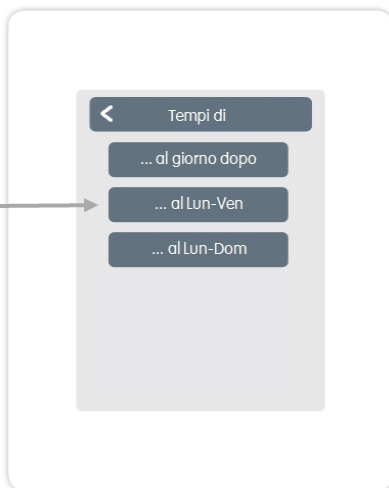 Tempi di
... al giorno dopo
... al Lun-Ven
... al Lun-Dom